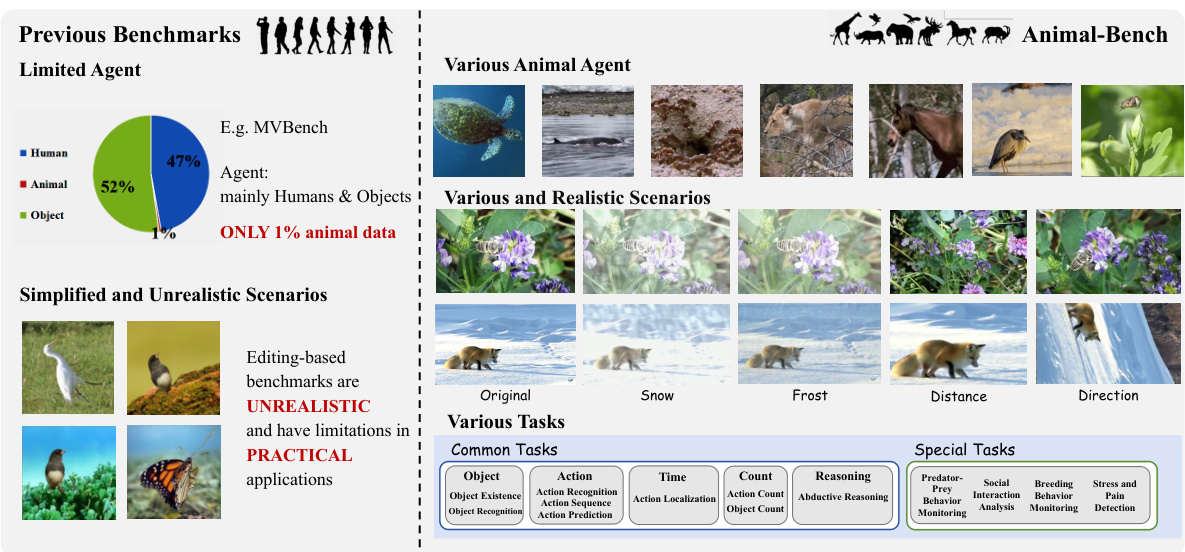 Previous Benchmarks
Limited Agent
Human
Animal
Object
47%
52%
1%
E.g. MVBench
Agent:
mainly Humans & Objects
ONLY 1% animal data
Simplified and Unrealistic Scenarios
Editing-based
benchmarks are
UNREALISTIC
and have limitations in
PRACTICAL
applications
Animal-Bench
Various Animal Agent
Various and Realistic Scenarios
Original
Snow
Frost
Distance
Direction
Various Tasks
Common Tasks
Object
Object Existence
Object Recognition
Action
Action Recognition
Action Sequence
Action Prediction
Time
Action Localization
Count
Action Count
Object Count
Reasoning
Abductive Reasoning
Special Tasks
Predator-
Prey
Behavior
Monitoring
Social
Interaction
Analysis
Breeding
Behavior
Monitoring
Stress and
Pain
Detection